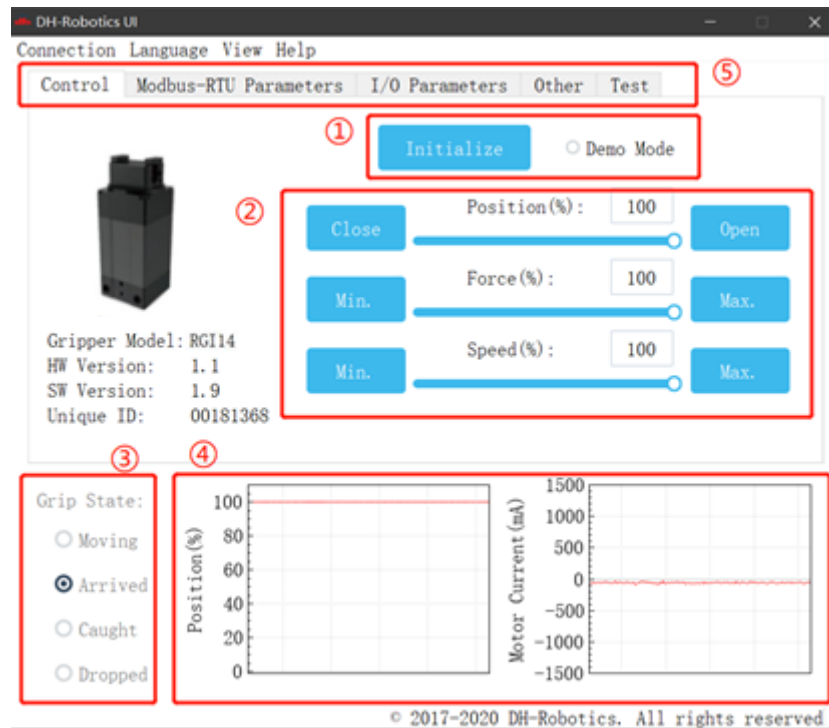 DH-Robotics UI
Connection Language View Help
Control Modbus-RTU Parameters I/O Parameters Other Test
⑤
①
Initialize
Demo Mode
②
Close
Position(%):
100
Open
Min.
Force(%):
100
Max.
Min.
Speed(%):
100
Max.
Gripper Model: RGI14
HW Version: 1.1
SW Version: 1.9
Unique ID: 00181368
③
Grip State:
Moving
Arrived
Caught
Dropped
④
Position(%)
100
80
60
40
20
0
Motor Current(mA)
1500
1000
500
0
-500
-1000
-1500
© 2017-2020 DH-Robotics. All rights reserved